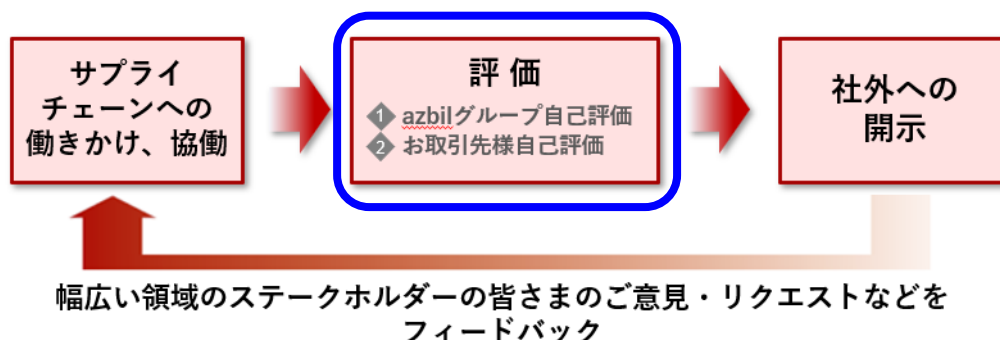 サプライ
チェーンへの
働きかけ、協働
評 価
1 azbilグループ自己評価
2 お取引先様自己評価
社外への
開示
幅広い領域のステークホルダーの皆さまのご意見・リクエストなどを
フィードバック